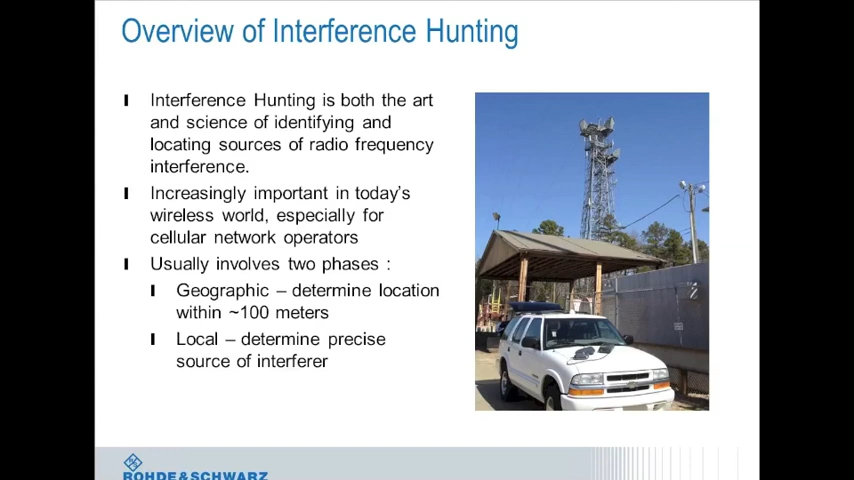 Overview of Interference Hunting
Interference Hunting is both the art
and science of identifying and
locating sources of radio frequency
interference.
Increasingly important in today's
wireless world, especially for
cellular network operators
Usually involves two phases :
Geographic – determine location
within ~100 meters
Local – determine precise
source of interferer
ROHDE&SCHWARZ